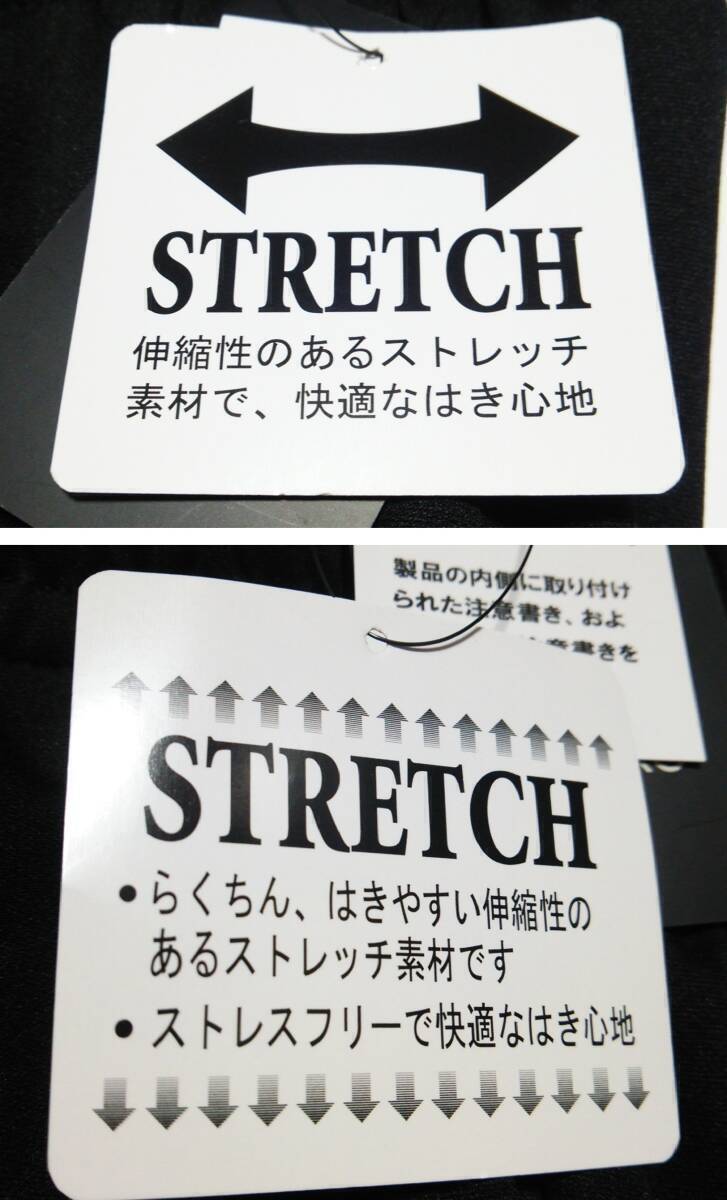 STRETCH
伸縮性のあるストレッチ
素材で、快適なはき心地
製品の内側に取り付け
られた注意書き、およ
意書きを
STRETCH
•らくちん、はきやすい伸縮性の
あるストレッチ素材です
•ストレスフリーで快適なはき心地